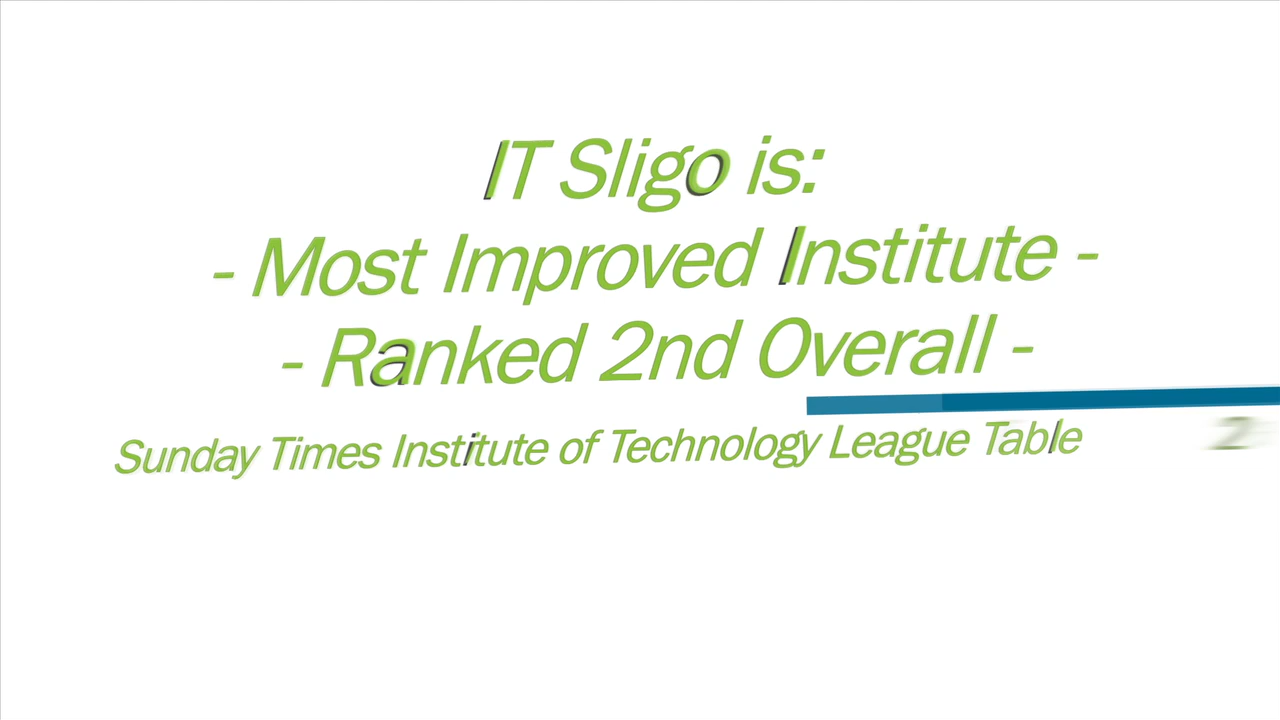 IT Sligo is:
- Most Improved Institute -
- Ranked 2nd Overall -
Sunday Times Institute of Technology League Table